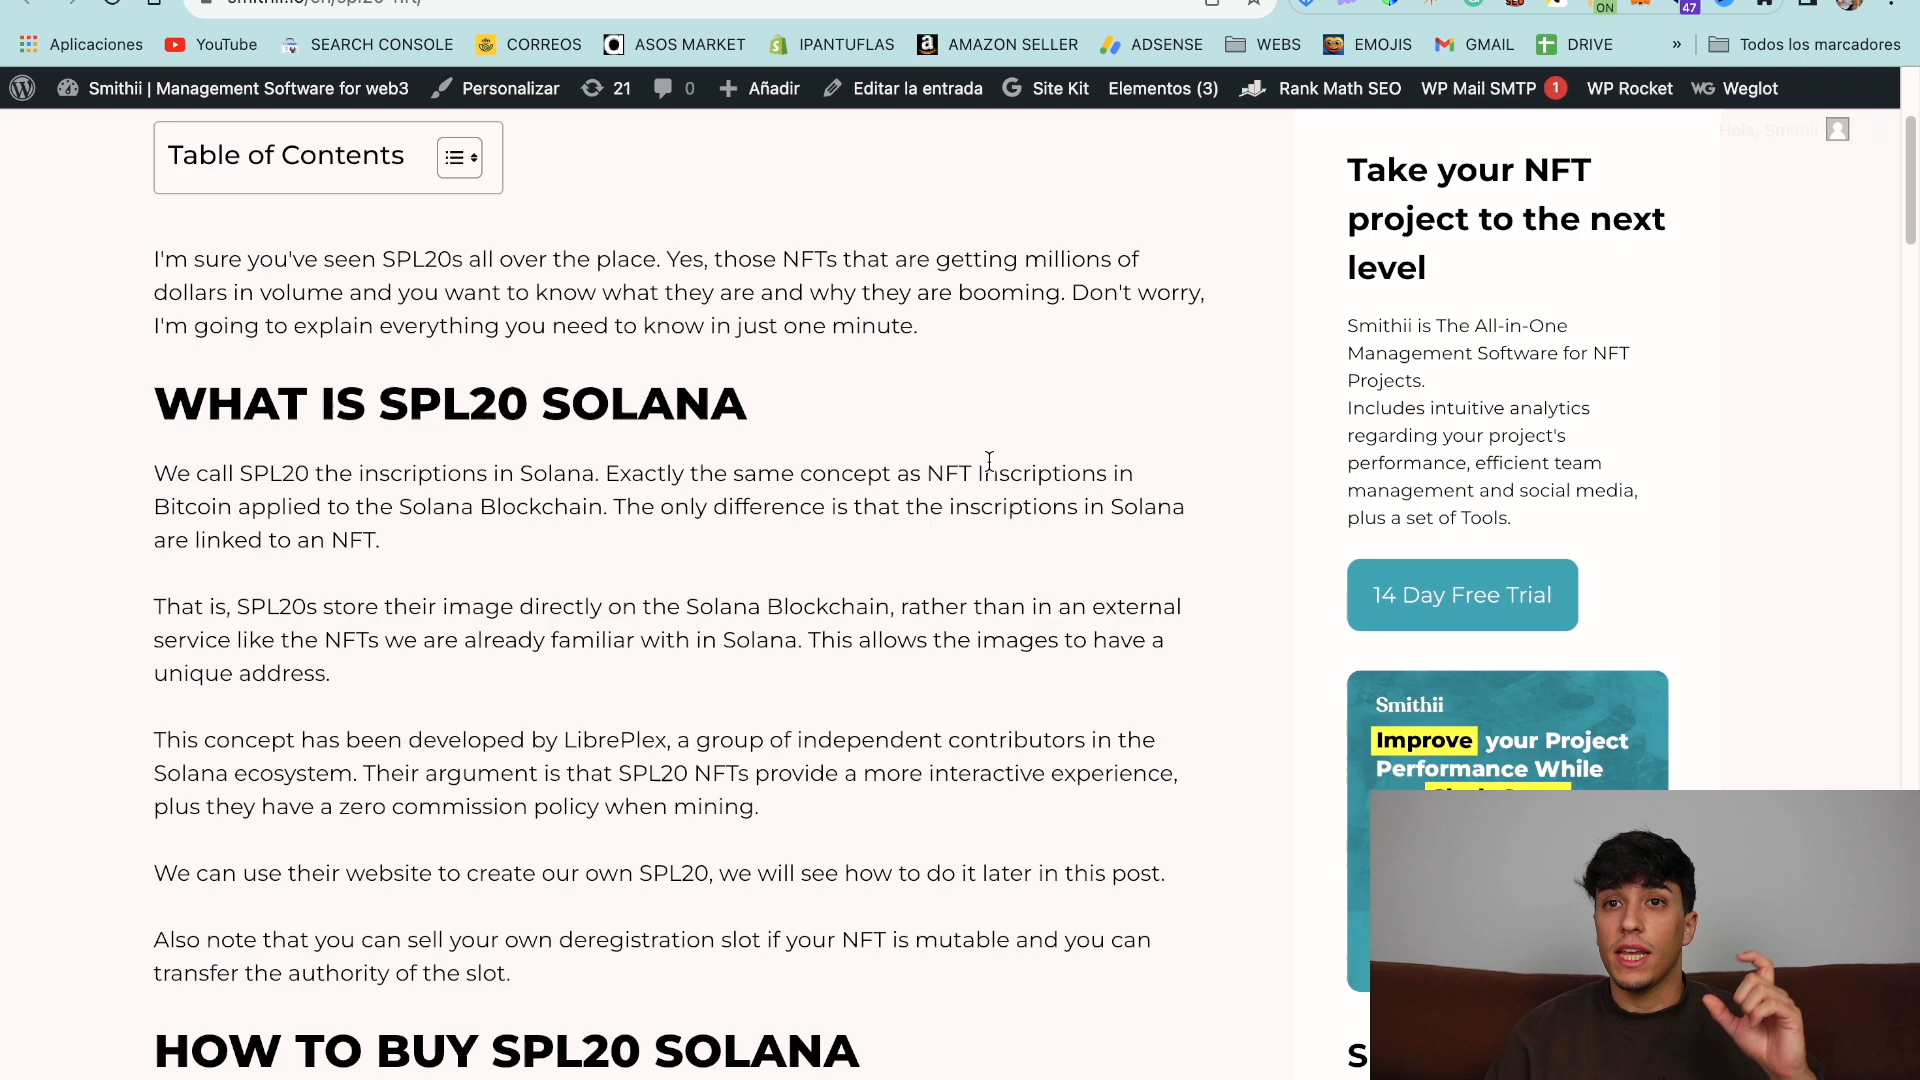 ON
47
Aplicaciones YouTube SEARCH CONSOLE CORREOS ASOS MARKET IPANTUFLAS AMAZON SELLER ADSENSE WEBS EMOJIS GMAIL DRIVE » Todos los marcadores
Smithii | Management Software for web3 Personalizar 21 0 Añadir Editar la entrada Site Kit Elementos (3) Rank Math SEO WP Mail SMTP 1 WP Rocket Weglot
Hola, Smithii
Table of Contents
I'm sure you've seen SPL20s all over the place. Yes, those NFTs that are getting millions of
dollars in volume and you want to know what they are and why they are booming. Don't worry,
I'm going to explain everything you need to know in just one minute.
WHAT IS SPL20 SOLANA
We call SPL20 the inscriptions in Solana. Exactly the same concept as NFT Inscriptions in
Bitcoin applied to the Solana Blockchain. The only difference is that the inscriptions in Solana
are linked to an NFT.
That is, SPL20s store their image directly on the Solana Blockchain, rather than in an external
service like the NFTs we are already familiar with in Solana. This allows the images to have a
unique address.
This concept has been developed by LibrePlex, a group of independent contributors in the
Solana ecosystem. Their argument is that SPL20 NFTs provide a more interactive experience,
plus they have a zero commission policy when mining.
We can use their website to create our own SPL20, we will see how to do it later in this post.
Also note that you can sell your own deregistration slot if your NFT is mutable and you can
transfer the authority of the slot.
HOW TO BUY SPL20 SOLANA
Take your NFT
project to the next
level
Smithii is The All-in-One
Management Software for NFT
Projects.
Includes intuitive analytics
regarding your project's
performance, efficient team
management and social media,
plus a set of Tools.
14 Day Free Trial
Smithii
Improve your Project
Performance While
S